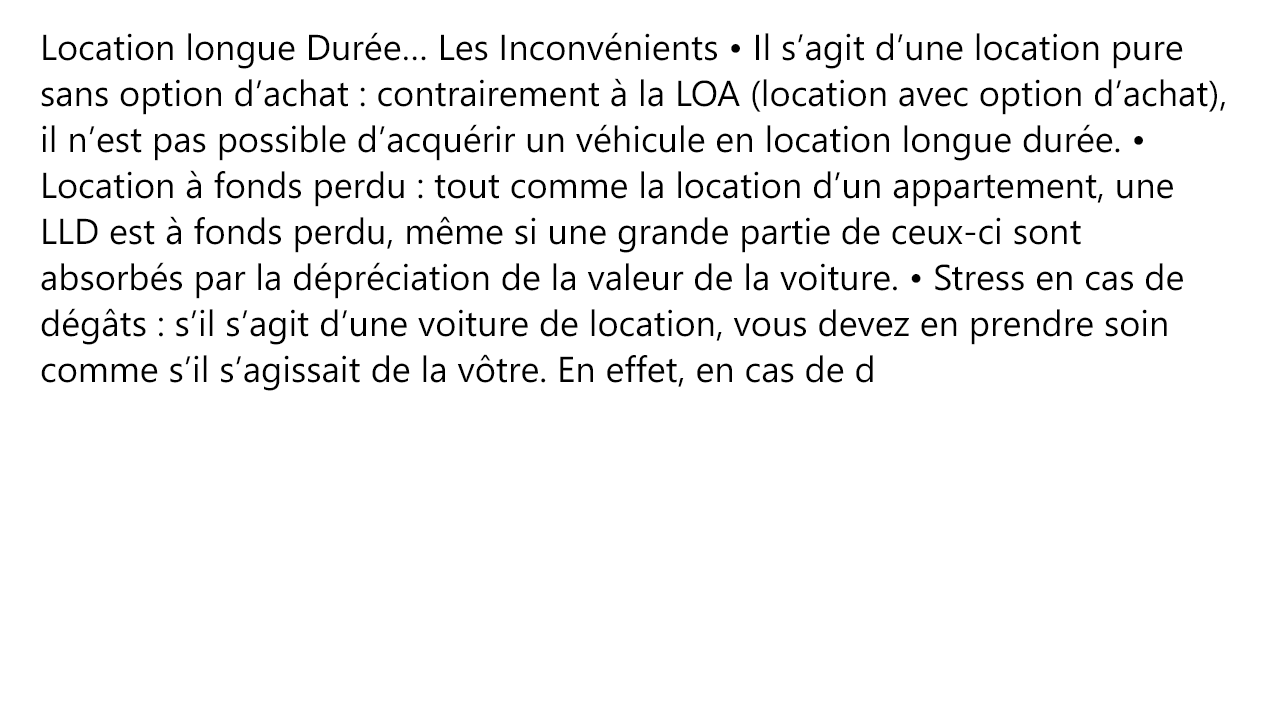 Location longue Durée... Les Inconvénients • Il s’agit d’une location pure
sans option d’achat : contrairement à la LOA (location avec option d’achat),
il n’est pas possible d’acquérir un véhicule en location longue durée. •
Location à fonds perdu : tout comme la location d’un appartement, une
LLD est à fonds perdu, même si une grande partie de ceux-ci sont
absorbés par la dépréciation de la valeur de la voiture. • Stress en cas de
dégâts : s’il s’agit d’une voiture de location, vous devez en prendre soin
comme s’il s’agissait de la vôtre. En effet, en cas de d